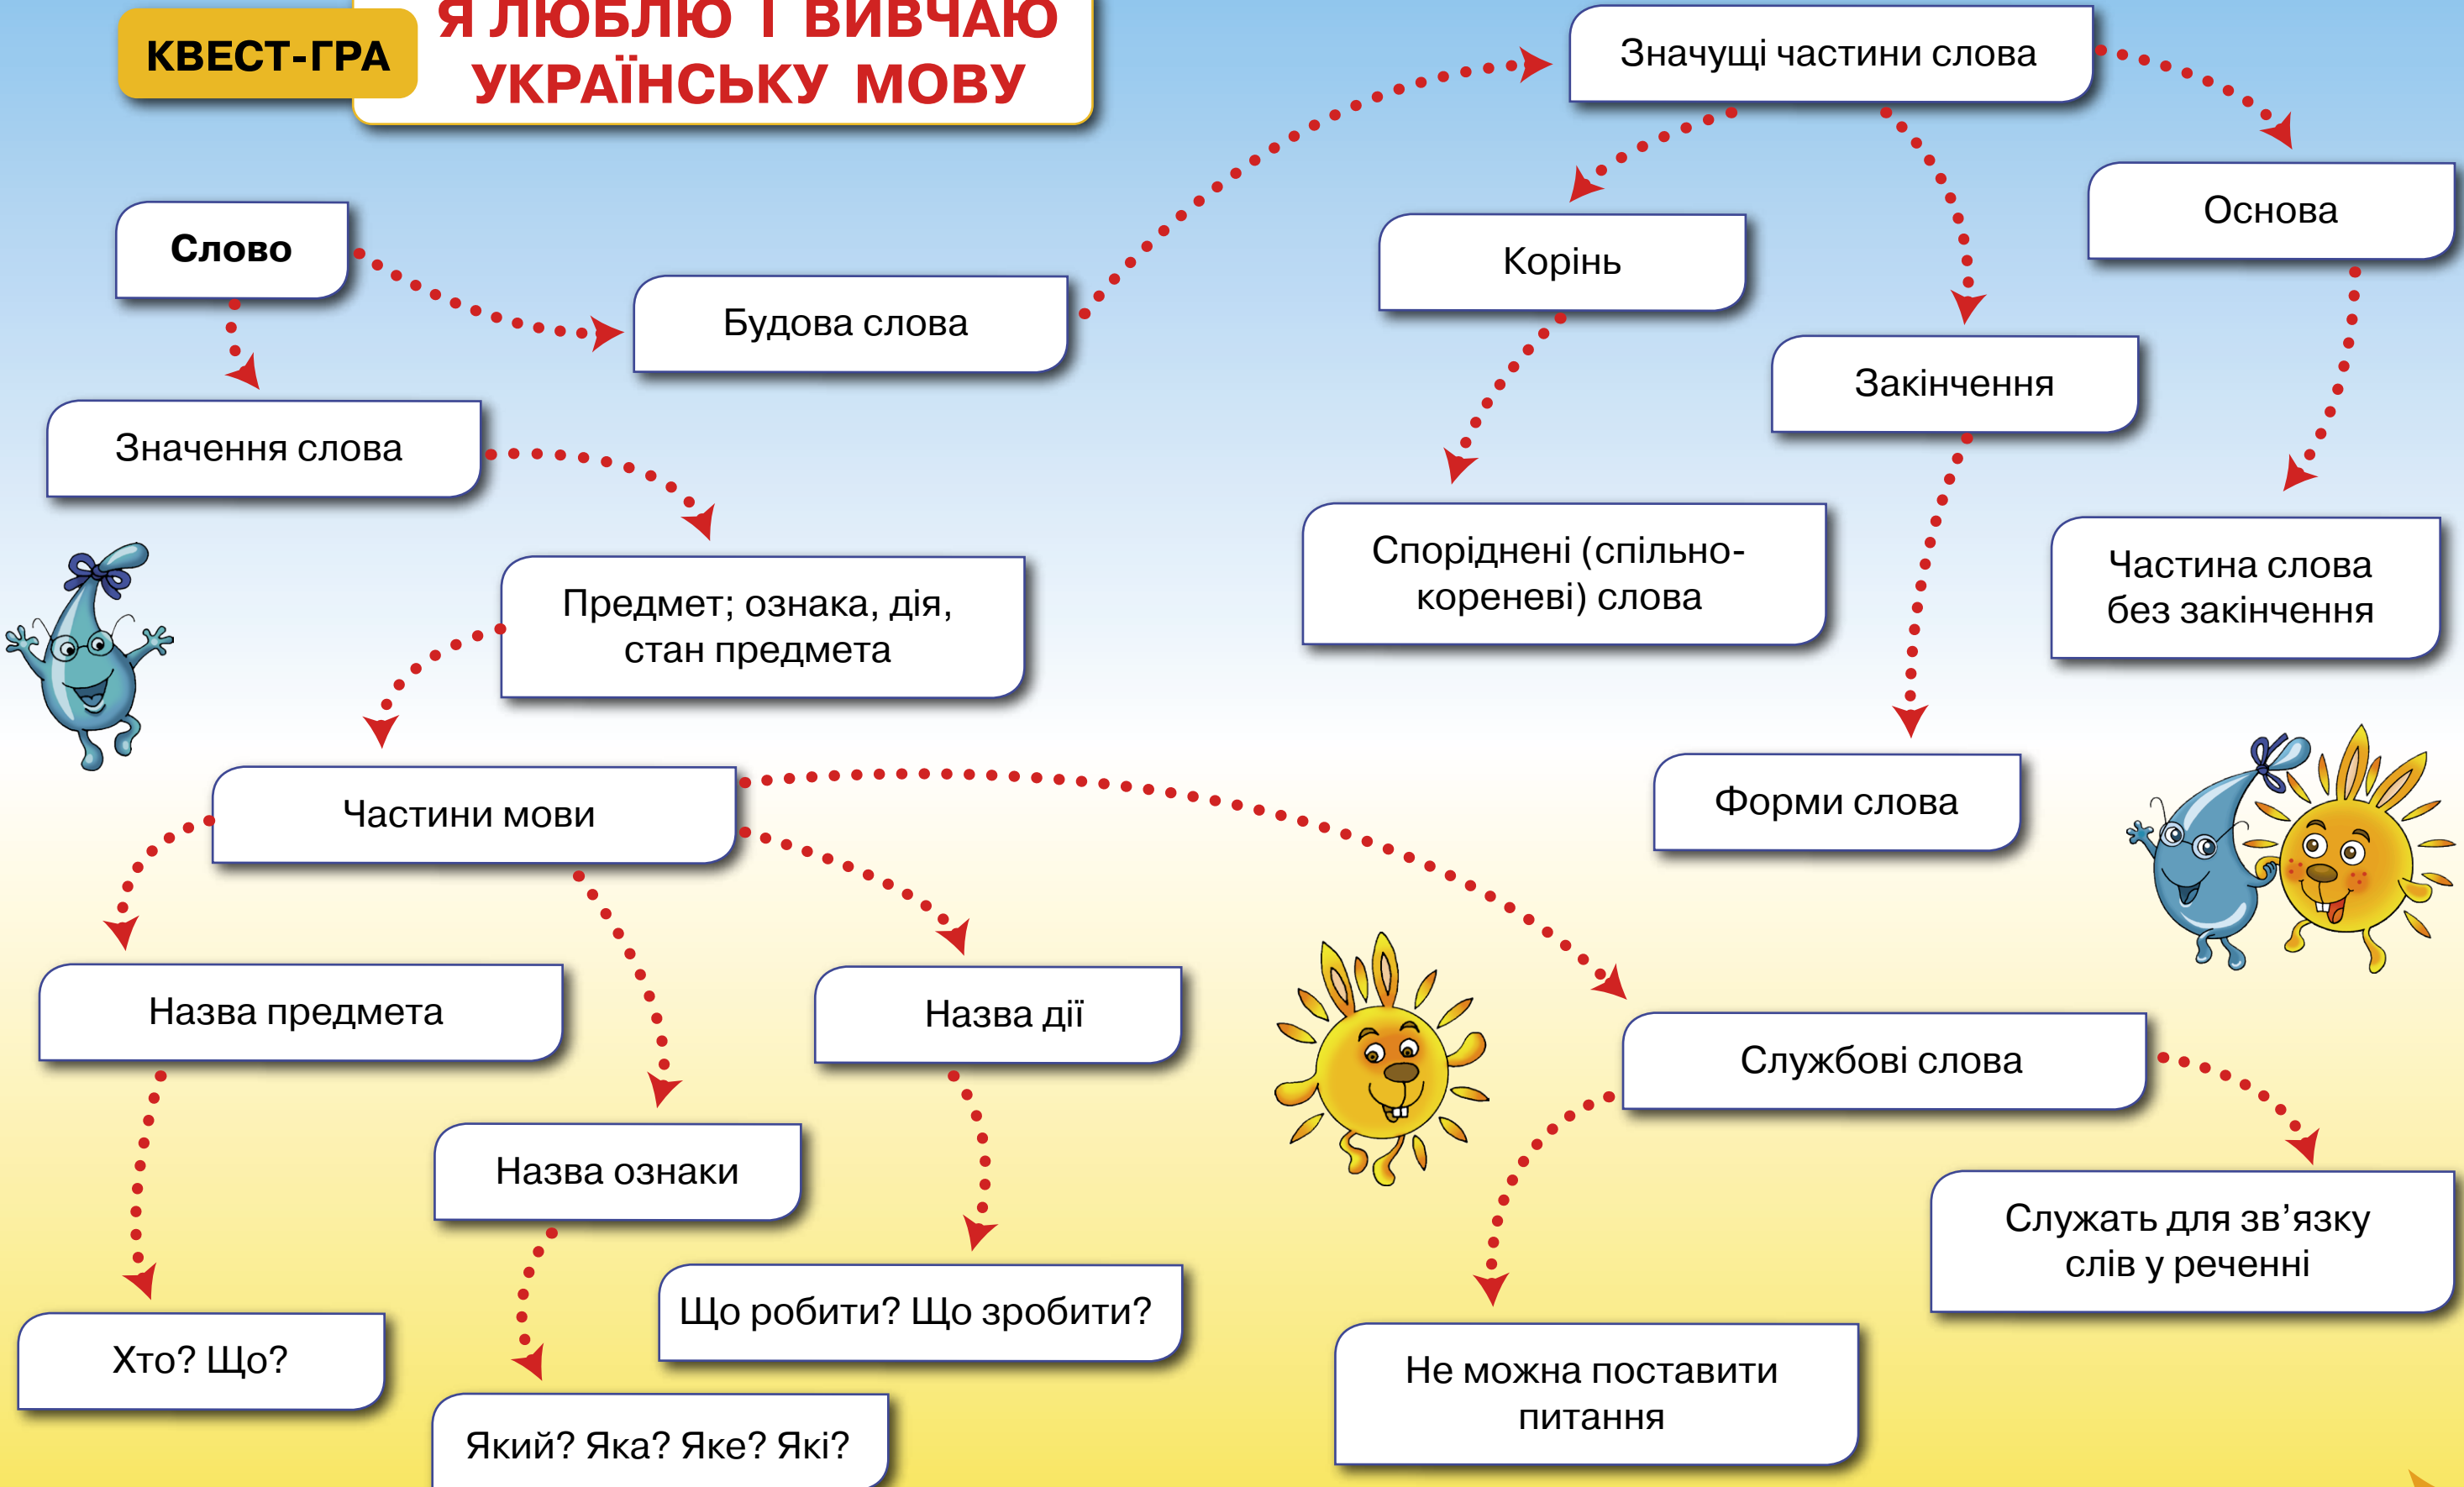 КВЕСТ-ГРА
Я ЛЮБЛЮ І ВИВЧАЮ
УКРАЇНСЬКУ МОВУ
Слово
Будова слова
Значення слова
Предмет; ознака, дія,
стан предмета
Частини мови
Назва предмета
Хто? Що?
Назва ознаки
Який? Яка? Яке? Які?
Назва дії
Що робити? Що зробити?
Службові слова
Не можна поставити
питання
Служать для зв’язку
слів у реченні
Значущі частини слова
Корінь
Споріднені (спільно-
кореневі) слова
Закінчення
Форми слова
Основа
Частина слова
без закінчення